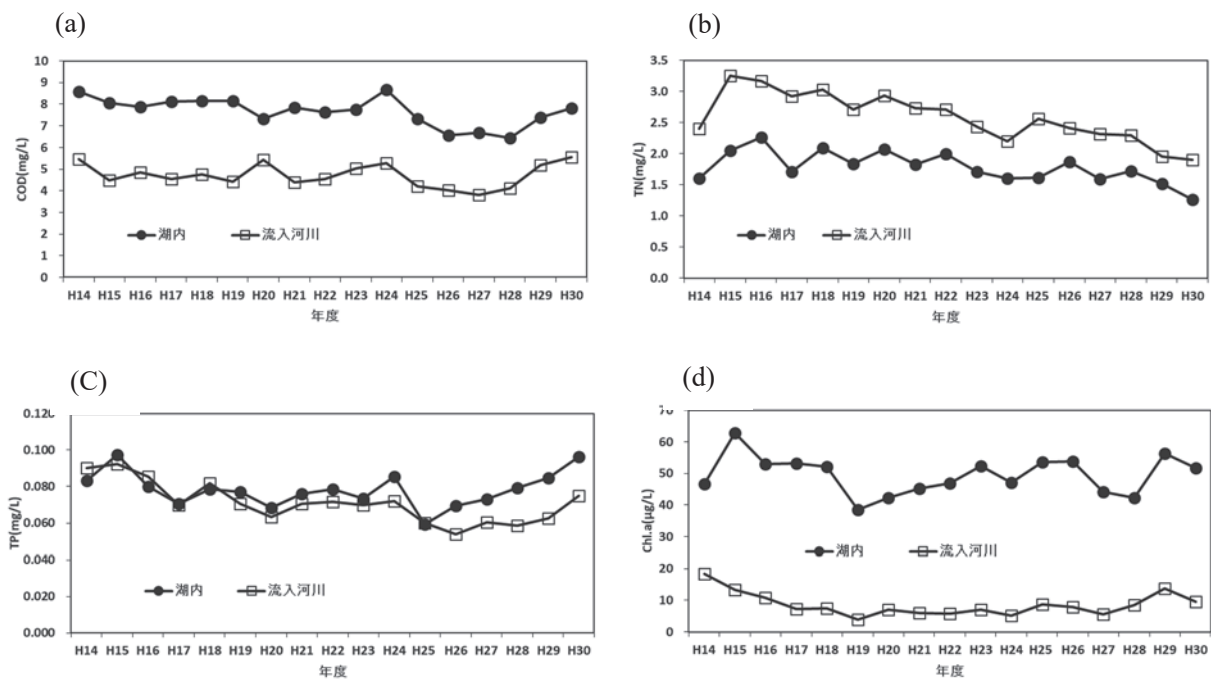 (a)
10
9
8
7
6
5
4
3
2
1
0
COD(mg/L)
湖内
流入河川
H14 H15 H16 H17 H18 H19 H20 H21 H22 H23 H24 H25 H26 H27 H28 H29 H30
年度
(b)
3.5
3.0
2.5
2.0
1.5
1.0
0.5
0.0
TN(mg/L)
湖内
流入河川
H14 H15 H16 H17 H18 H19 H20 H21 H22 H23 H24 H25 H26 H27 H28 H29 H30
年度
(C)
0.120
0.100
0.080
0.060
0.040
0.020
0.000
TP(mg/L)
湖内
流入河川
H14 H15 H16 H17 H18 H19 H20 H21 H22 H23 H24 H25 H26 H27 H28 H29 H30
年度
(d)
70
60
50
40
30
20
10
0
Chl.a(μg/L)
湖内
流入河川
H14 H15 H16 H17 H18 H19 H20 H21 H22 H23 H24 H25 H26 H27 H28 H29 H30
年度